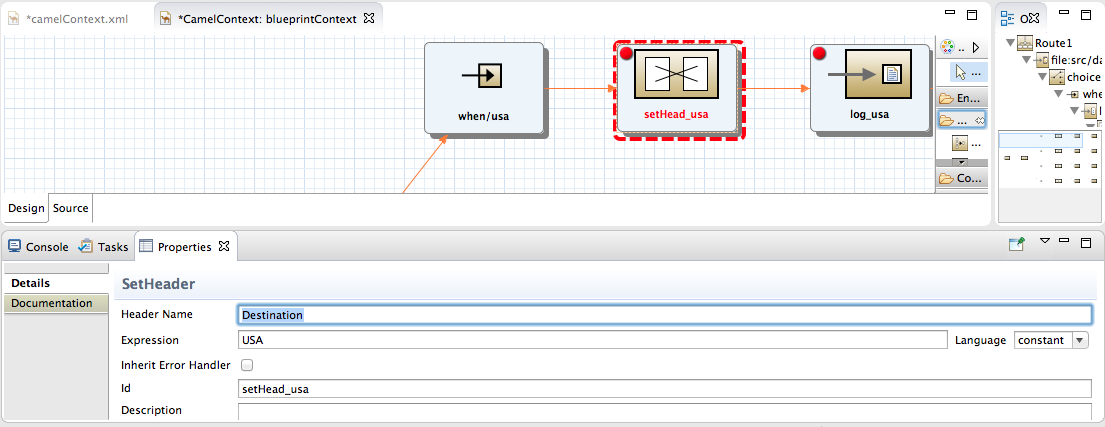 *camelContext.xml
*CamelContext: blueprintContext
O
when/usa
setHead_usa
log_usa
..
...
En...
...
...
Co...
Route1
file:src/da
choice
whe
Design
Source
Console
Tasks
Properties
Details
Documentation
SetHeader
Header Name
Destination
Expression
USA
Language
constant
Inherit Error Handler
Id
setHead_usa
Description